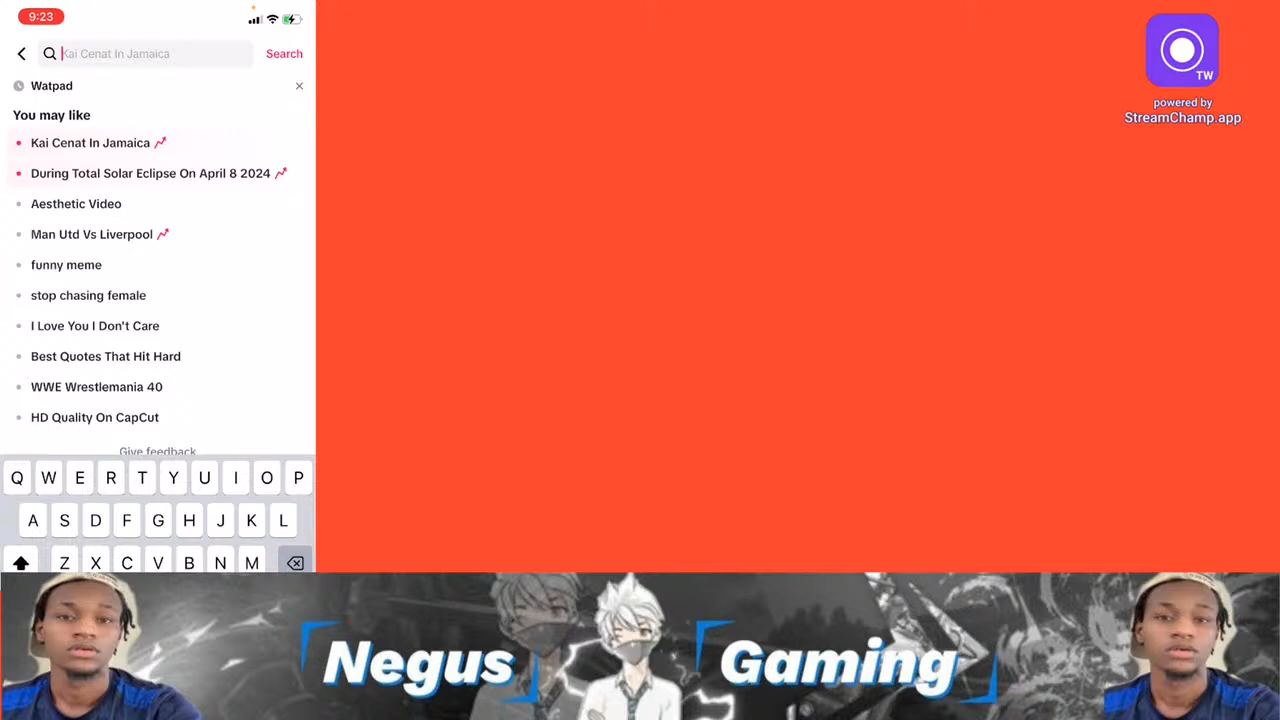 9:23
Kai Cenat In Jamaica
Search
Watpad
You may like
Kai Cenat In Jamaica
During Total Solar Eclipse On April 8 2024
Aesthetic Video
Man Utd Vs Liverpool
funny meme
stop chasing female
I Love You I Don't Care
Best Quotes That Hit Hard
WWE Wrestlemania 40
HD Quality On CapCut
Give feedback
Q W E R T Y U I O P
A S D F G H J K L
Z X C V B N M
TW
powered by
StreamChamp.app
Negus Gaming